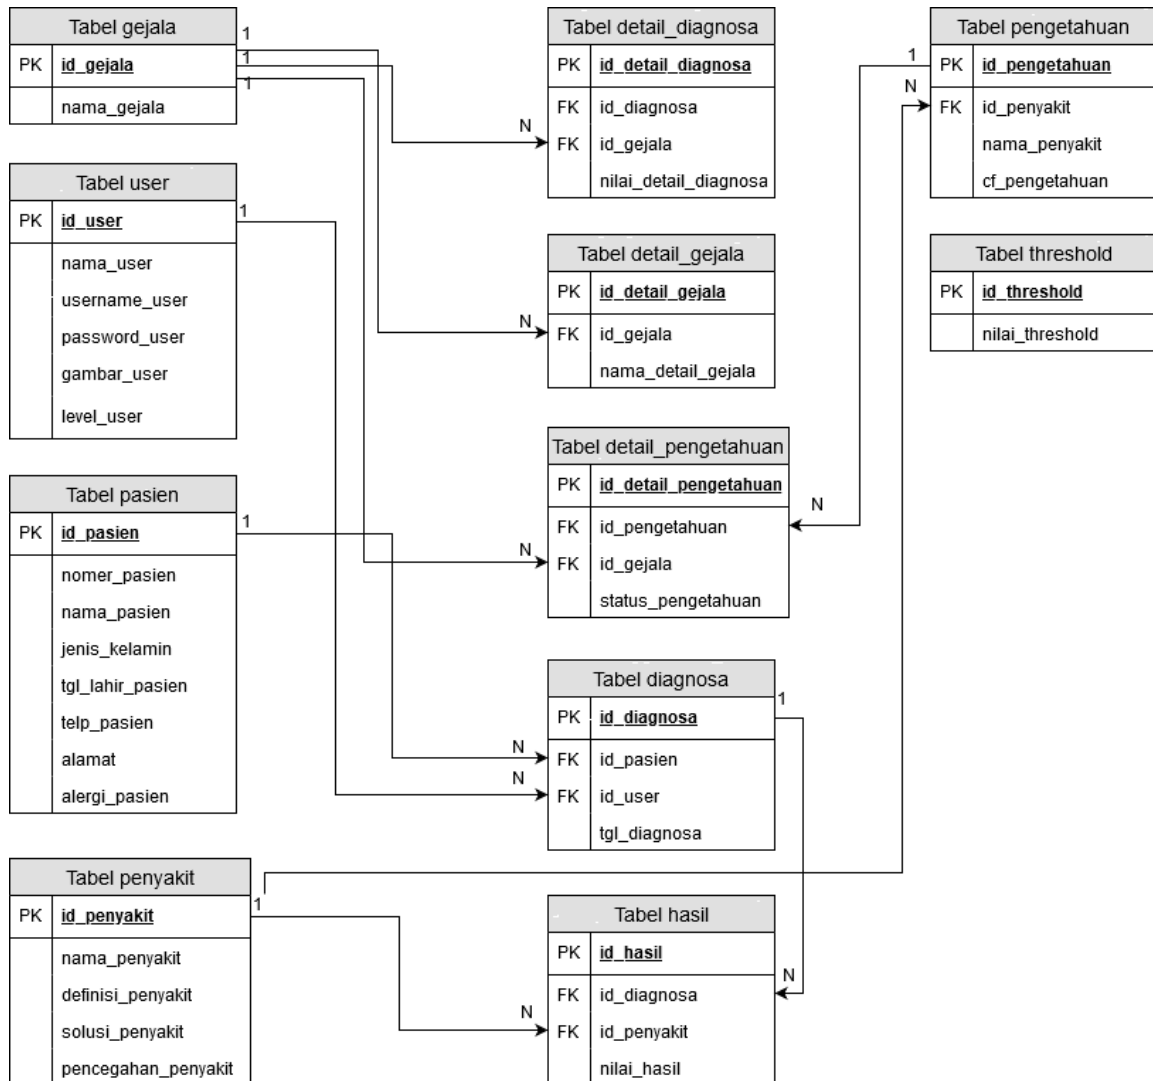 Tabel gejala
PK id_gejala
nama_gejala
1
1
1
Tabel user
PK id_user
nama_user
username_user
password_user
gambar_user
level_user
1
Tabel pasien
PK id_pasien
nomer_pasien
nama_pasien
jenis_kelamin
tgl_lahir_pasien
telp_pasien
alamat
alergi_pasien
1
Tabel penyakit
PK id_penyakit
nama_penyakit
definisi_penyakit
solusi_penyakit
pencegahan_penyakit
1
Tabel detail_diagnosa
PK id_detail_diagnosa
FK id_diagnosa
N
FK id_gejala
nilai_detail_diagnosa
Tabel detail_gejala
PK id_detail_gejala
N
FK id_gejala
nama_detail_gejala
Tabel detail_pengetahuan
PK id_detail_pengetahuan
N
FK id_pengetahuan
N
FK id_gejala
status_pengetahuan
Tabel diagnosa
1
PK id_diagnosa
N
FK id_pasien
N
FK id_user
tgl_diagnosa
Tabel hasil
PK id_hasil
N
FK id_diagnosa
N
FK id_penyakit
nilai_hasil
Tabel pengetahuan
1
PK id_pengetahuan
N
FK id_penyakit
nama_penyakit
cf_pengetahuan
Tabel threshold
PK id_threshold
nilai_threshold